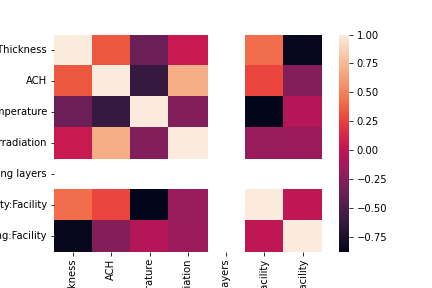 Thickness
ACH
mperature
rradiation
ng layers
ty:Facility
ng:Facility
kness
ACH
rature
iation
ayers
acility
acility
1.00
0.75
0.50
0.25
0.00
−0.25
−0.50
−0.75